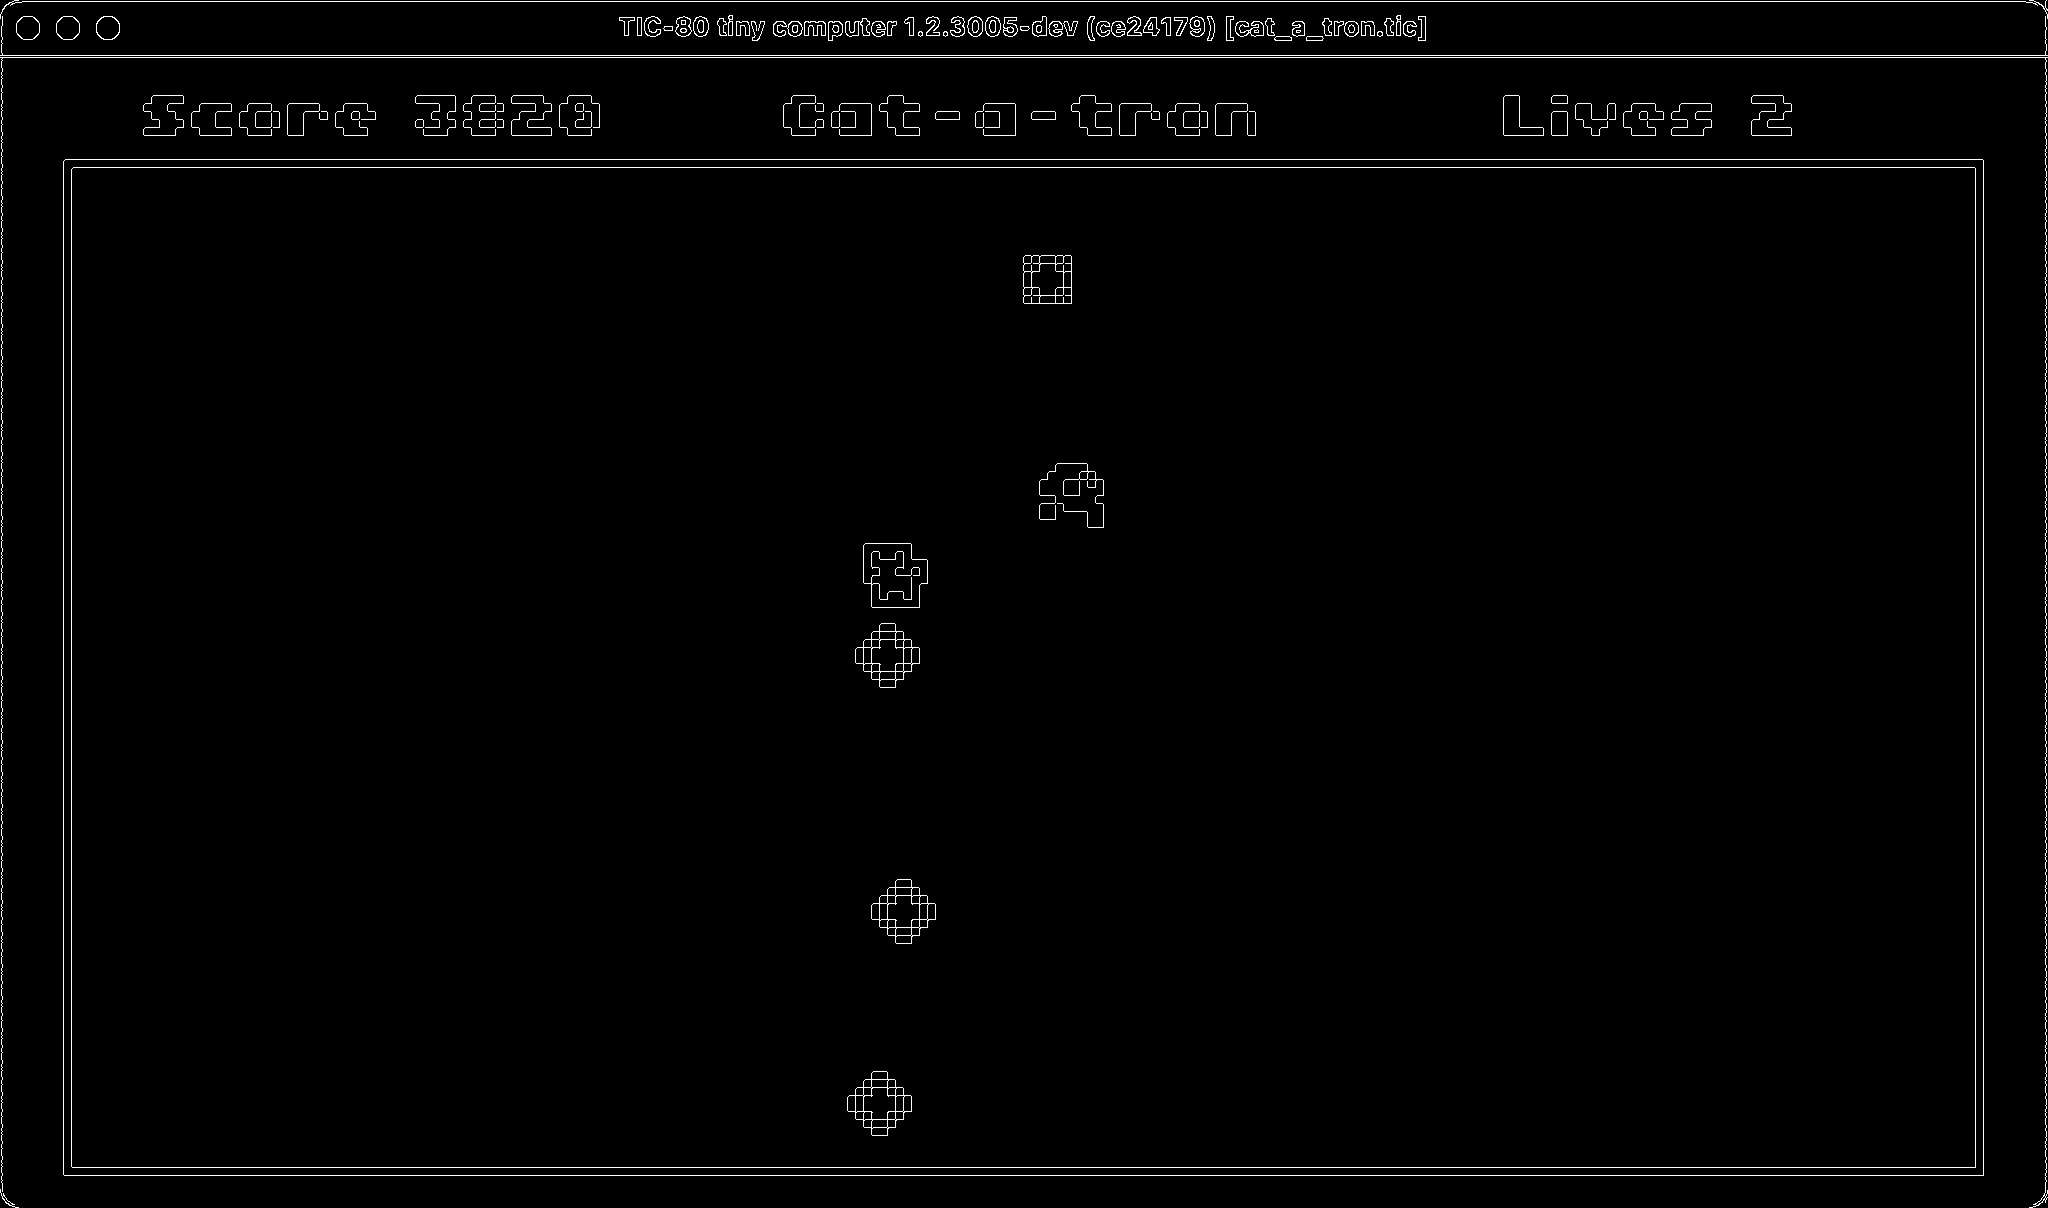 TIC-80 tiny computer 1.2.3005-dev (ce24179) [cat_a_tron.tic]
Score 3820 Cat-a-tron Lives 2